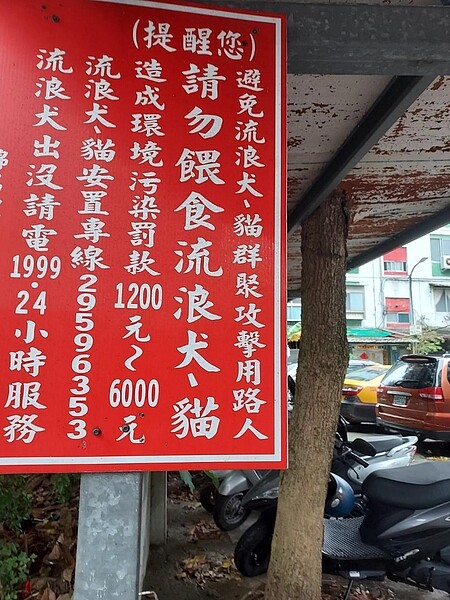 (提醒您)
避免流浪犬、貓群聚攻擊用路人
請勿餵食流浪犬、貓
造成環境污染罰款1200元~6000元
流浪犬、貓安置專線29596353
流浪犬出沒請電1999·24小時服務